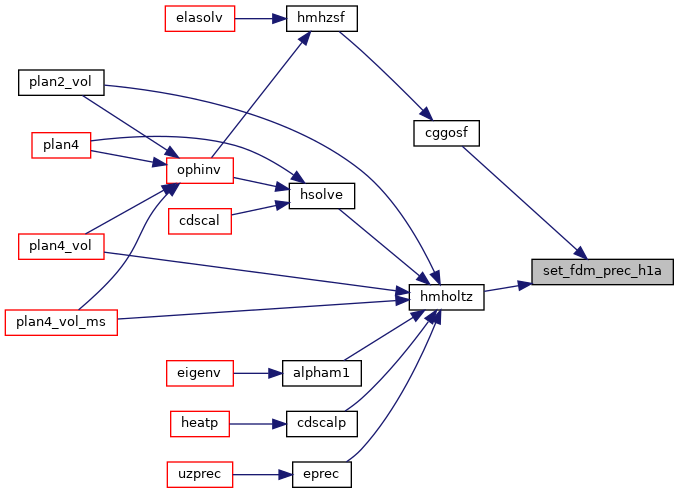 elasolv
hmhzsf
plan2_vol
cggosf
plan4
ophinv
hsolve
cdscal
plan4_vol
set_fdm_prec_h1a
hmholtz
plan4_vol_ms
eigenv
alpham1
heatp
cdscalp
uzprec
eprec